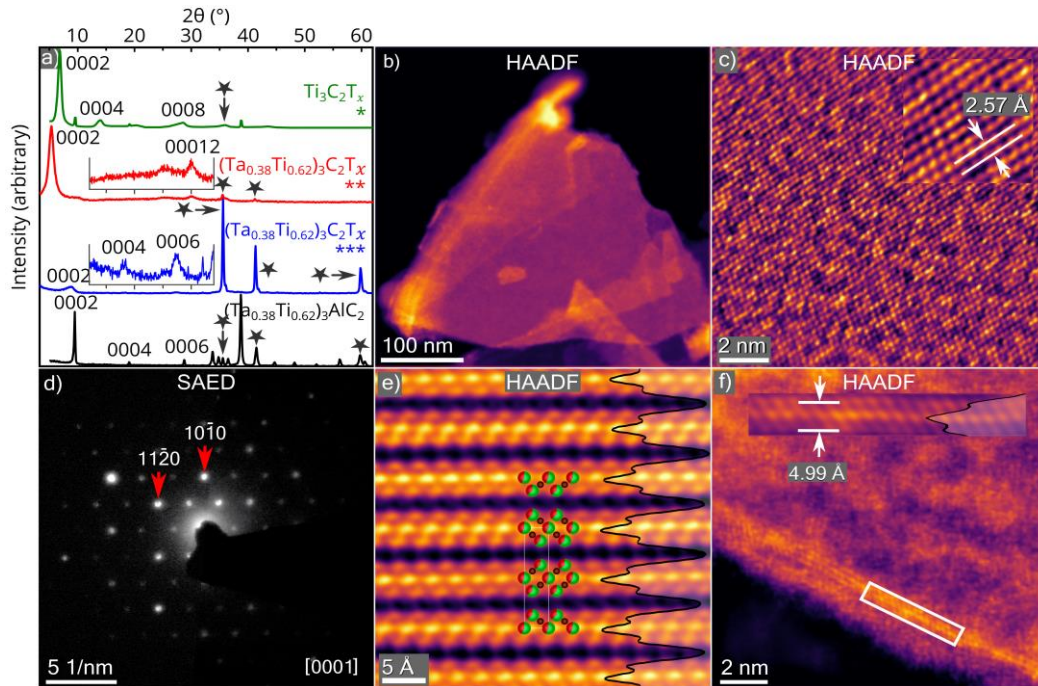 2θ (°)
10 20 30 40 50 60
Intensity (arbitrary)
a)
0002
0004
0008
★
Ti₃C₂Tₓ
*
0002
00012
(Ta₀.₃₈Ti₀.₆₂)₃C₂Tₓ
**
★
★
★
(Ta₀.₃₈Ti₀.₆₂)₃C₂Tₓ
***
0004
0006
0002
★
★
0002
(Ta₀.₃₈Ti₀.₆₂)₃AlC₂
0004
0006
★
★
★
b)
HAADF
100 nm
c)
HAADF
2.57 Å
2 nm
d)
SAED
101̄0
112̄0
5 1/nm
[0001]
e)
HAADF
5 Å
f)
HAADF
4.99 Å
2 nm